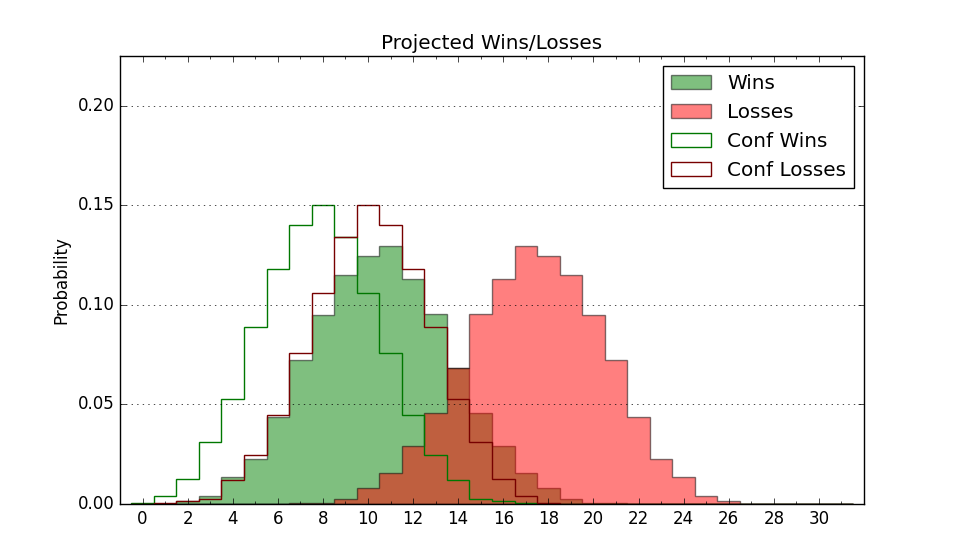 Projected Wins/Losses
Wins
Losses
Conf Wins
Conf Losses
Probability
0.20
0.15
0.10
0.05
0.00
0 2 4 6 8 10 12 14 16 18 20 22 24 26 28 30